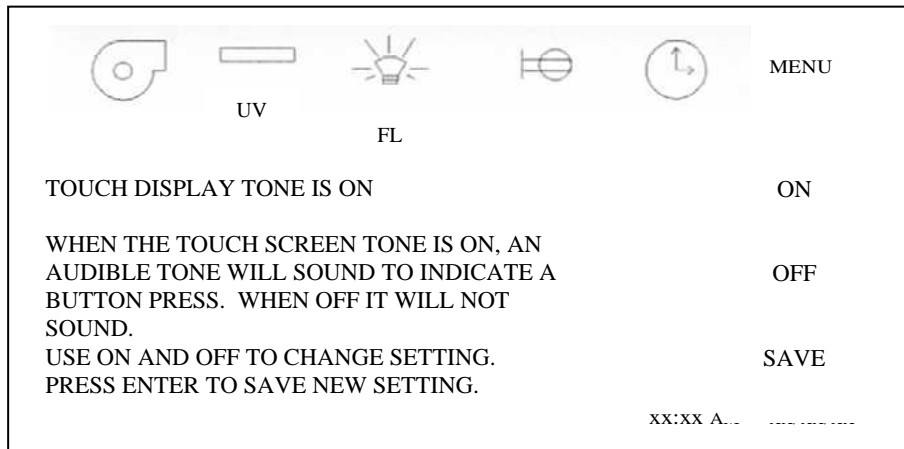 MENU
UV
FL
TOUCH DISPLAY TONE IS ON
ON
WHEN THE TOUCH SCREEN TONE IS ON, AN
AUDIBLE TONE WILL SOUND TO INDICATE A
OFF
BUTTON PRESS.  WHEN OFF IT WILL NOT
SOUND.
USE ON AND OFF TO CHANGE SETTING.
SAVE
PRESS ENTER TO SAVE NEW SETTING.
xx:xx